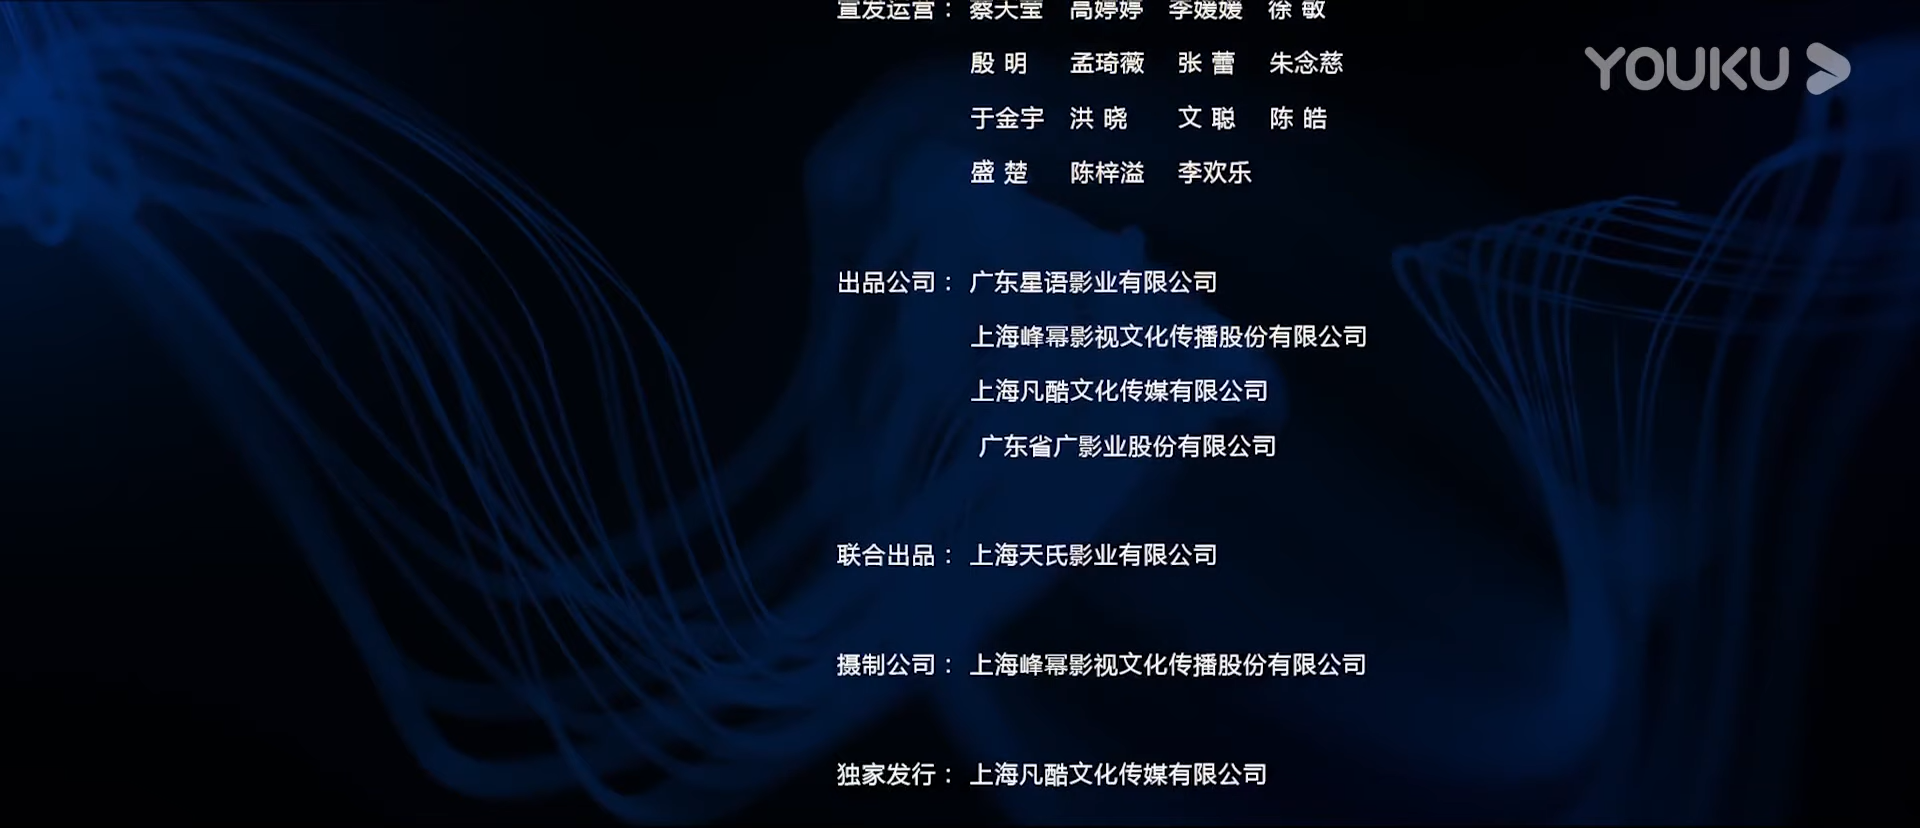 宣发运营： 蔡天莹 高婷婷 李媛媛 徐 敏
YOUKU
殷 明 孟琦薇 张 蕾 朱念慈
于金宇 洪 晓 文 聪 陈 皓
盛 楚 陈梓溢 李欢乐
出品公司： 广东星语影业有限公司
上海峰幂影视文化传播股份有限公司
上海凡酷文化传媒有限公司
广东省广影业股份有限公司
联合出品： 上海天氏影业有限公司
摄制公司： 上海峰幂影视文化传播股份有限公司
独家发行： 上海凡酷文化传媒有限公司